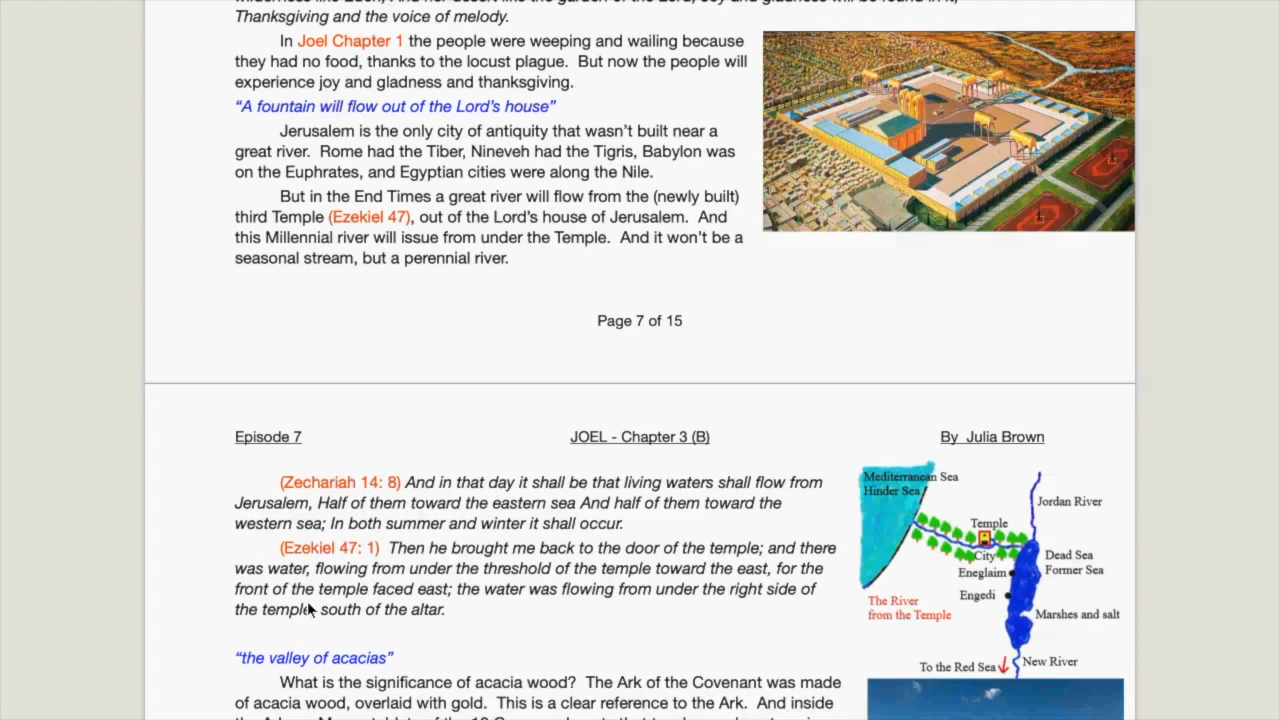 Thanksgiving and the voice of melody.
In Joel Chapter 1 the people were weeping and wailing because
they had no food, thanks to the locust plague.  But now the people will
experience joy and gladness and thanksgiving.
“A fountain will flow out of the Lord’s house”
Jerusalem is the only city of antiquity that wasn’t built near a
great river.  Rome had the Tiber, Nineveh had the Tigris, Babylon was
on the Euphrates, and Egyptian cities were along the Nile.
But in the End Times a great river will flow from the (newly built)
third Temple (Ezekiel 47), out of the Lord’s house of Jerusalem.  And
this Millennial river will issue from under the Temple.  And it won’t be a
seasonal stream, but a perennial river.
Page 7 of 15
Episode 7 JOEL - Chapter 3 (B) By  Julia Brown
(Zechariah 14: 8) And in that day it shall be that living waters shall flow from
Jerusalem, Half of them toward the eastern sea And half of them toward the
western sea; In both summer and winter it shall occur.
(Ezekiel 47: 1)  Then he brought me back to the door of the temple; and there
was water, flowing from under the threshold of the temple toward the east, for the
front of the temple faced east; the water was flowing from under the right side of
the temple south of the altar.
Mediterranean Sea
Hinder Sea
Jordan River
Temple
City
Dead Sea
Former Sea
Eneglaim
Engedi
The River
from the Temple
Marshes and salt
To the Red Sea
New River
“the valley of acacias”
What is the significance of acacia wood?  The Ark of the Covenant was made
of acacia wood, overlaid with gold.  This is a clear reference to the Ark.  And inside